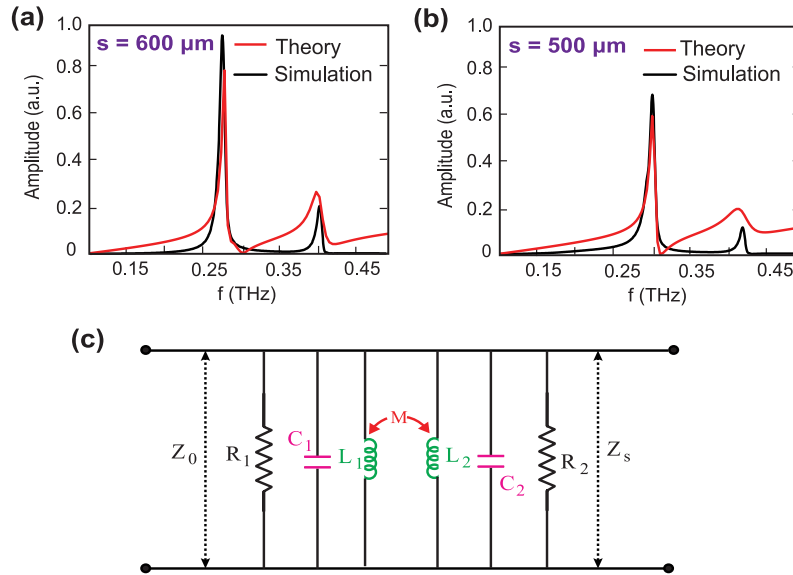 (a)
s = 600 μm
Theory
Simulation
Amplitude (a.u.)
1.0
0.8
0.6
0.4
0.2
0
0.15
0.25
0.35
0.45
f (THz)
(b)
s = 500 μm
Theory
Simulation
Amplitude (a.u.)
1.0
0.8
0.6
0.4
0.2
0
0.15
0.25
0.35
0.45
f (THz)
(c)
Z0
R1
C1
L1
M
L2
C2
R2
Zs